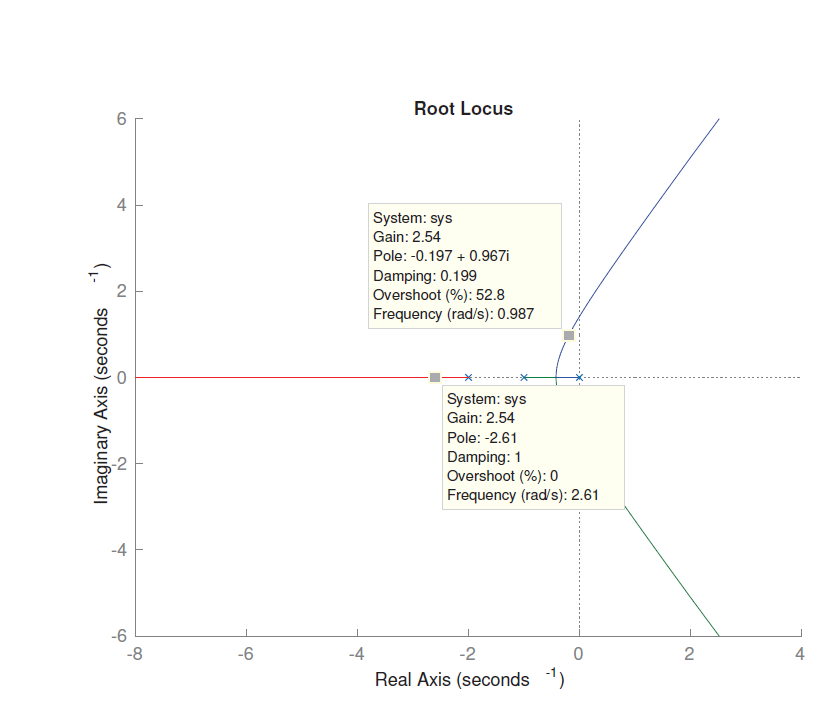 Root Locus
6
4
2
0
-2
-4
-6
Imaginary Axis (seconds -1)
System: sys
Gain: 2.54
Pole: -0.197 + 0.967i
Damping: 0.199
Overshoot (%): 52.8
Frequency (rad/s): 0.987
System: sys
Gain: 2.54
Pole: -2.61
Damping: 1
Overshoot (%): 0
Frequency (rad/s): 2.61
-8 -6 -4 -2 0 2 4
Real Axis (seconds -1)